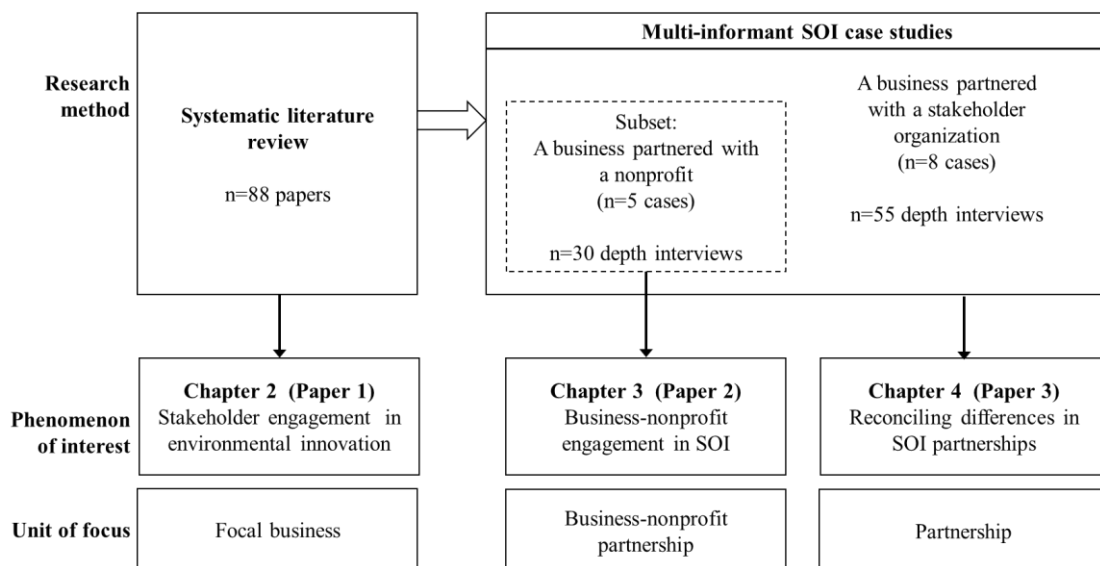 Research
method
Systematic literature
review
n=88 papers
Multi-informant SOI case studies
Subset:
A business partnered with
a nonprofit
(n=5 cases)
n=30 depth interviews
A business partnered
with a stakeholder
organization
(n=8 cases)
n=55 depth interviews
Phenomenon
of interest
Chapter 2 (Paper 1)
Stakeholder engagement in
environmental innovation
Chapter 3 (Paper 2)
Business-nonprofit
engagement in SOI
Chapter 4 (Paper 3)
Reconciling differences in
SOI partnerships
Unit of focus
Focal business
Business-nonprofit
partnership
Partnership